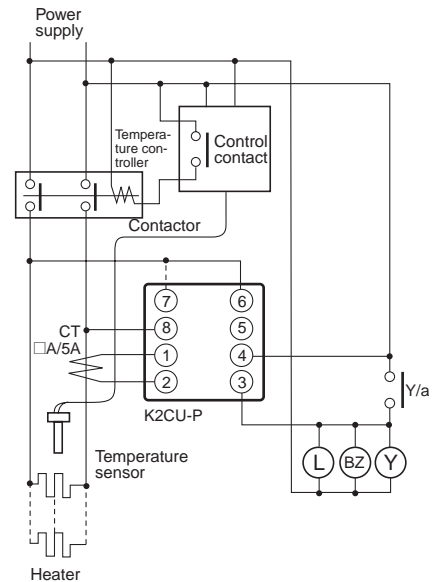 Power
supply
Tempera-
ture con-
troller
Control
contact
Contactor
7
6
CT
8
5
□A/5A
1
4
2
3
Y/a
K2CU-P
L
BZ
Y
Temperature
sensor
Heater